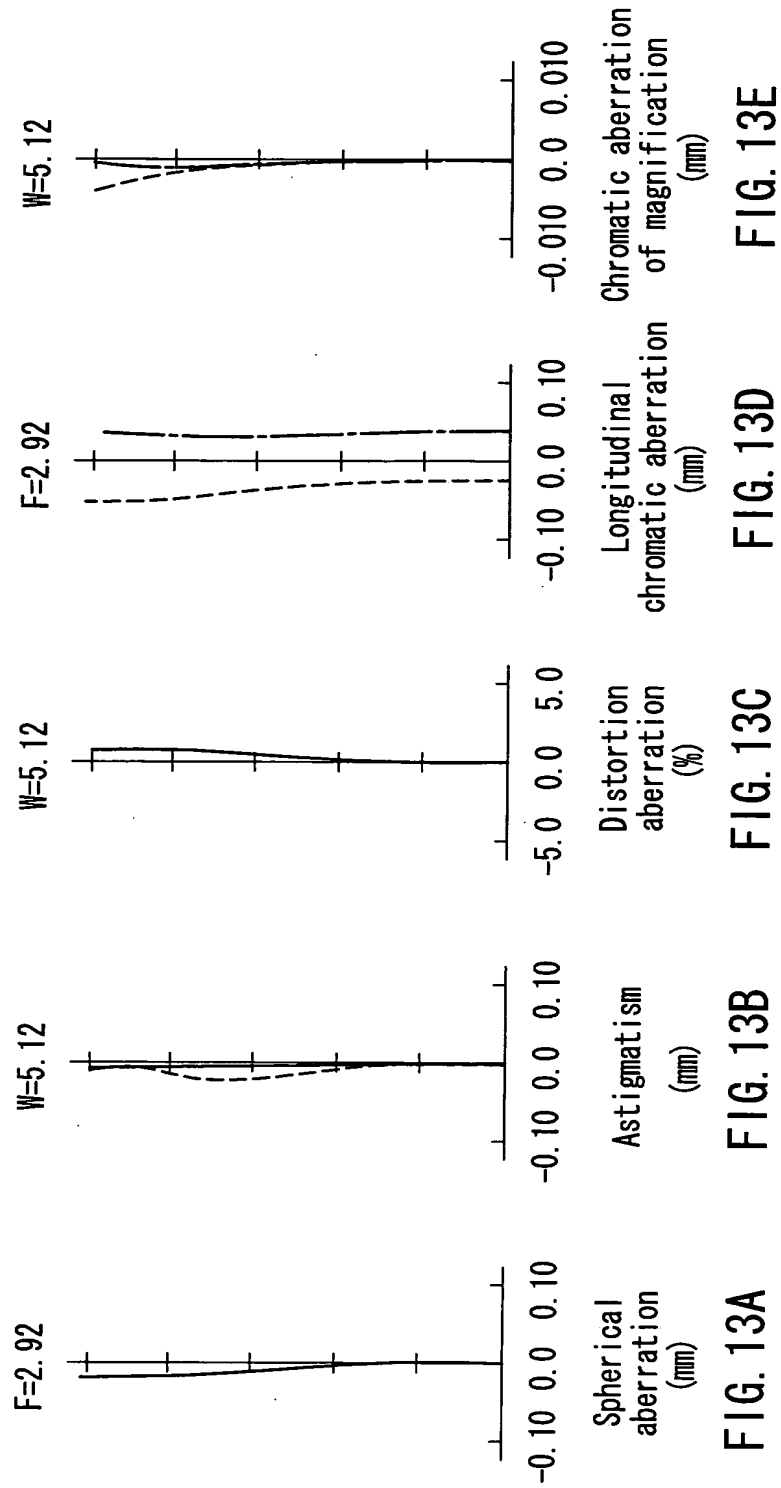 F=2.92
-0.10 0.0 0.10
Spherical
aberration
(mm)
FIG. 13A
W=5.12
-0.10 0.0 0.10
Astigmatism
(mm)
FIG. 13B
W=5.12
-5.0 0.0 5.0
Distortion
aberration
(%)
FIG. 13C
F=2.92
-0.10 0.0 0.10
Longitudinal
chromatic aberration
(mm)
FIG. 13D
W=5.12
-0.010 0.0 0.010
Chromatic aberration
of magnification
(mm)
FIG. 13E